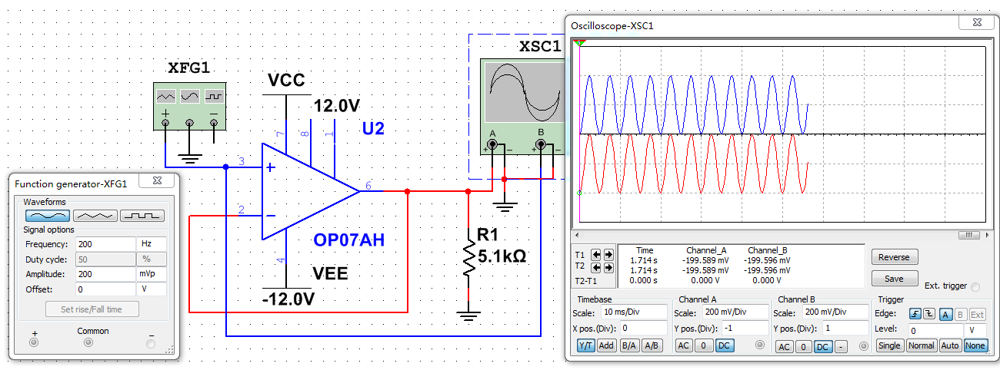 XFG1
VCC
12.0V
U2
7
8
1
3
+
2
6
4
OP07AH
VEE
-12.0V
R1
5.1kΩ
XSC1
A B
+ − + −
Function generator-XFG1
Waveforms
Signal options
Frequency: 200 Hz
Duty cycle: 50 %
Amplitude: 200 mVp
Offset: 0 V
Set rise/Fall time
+ Common −
Oscilloscope-XSC1
Time Channel_A Channel_B
T1 1.714 s -199.589 mV -199.596 mV
T2 1.714 s -199.589 mV -199.596 mV
T2-T1 0.000 s 0.000 V 0.000 V
Reverse
Save
Ext. trigger
Timebase
Scale: 10 ms/Div
X pos.(Div): 0
Y/T Add B/A A/B
Channel A
Scale: 200 mV/Div
Y pos.(Div): -1
AC 0 DC
Channel B
Scale: 200 mV/Div
Y pos.(Div): 1
AC 0 DC -
Trigger
Edge: A B Ext
Level: 0 V
Single Normal Auto None